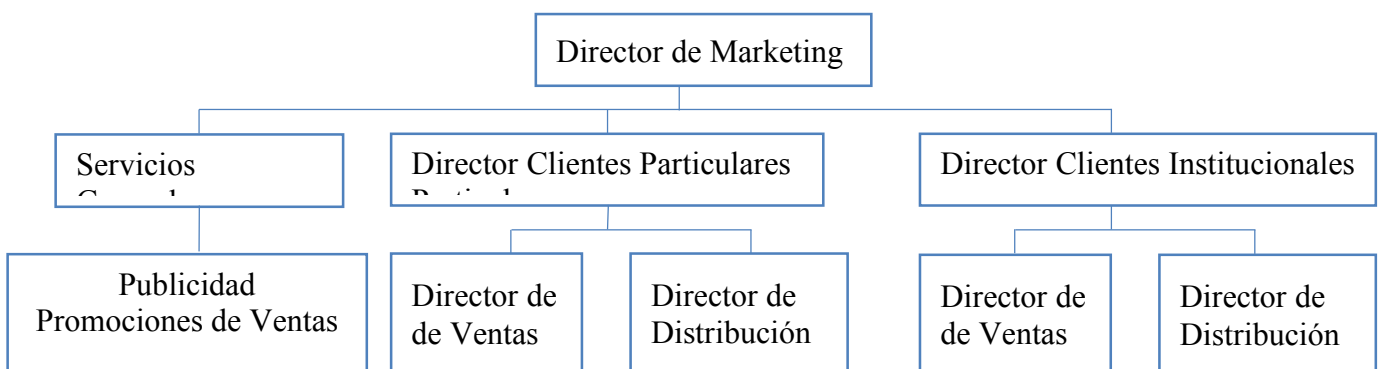 Director de Marketing
Servicios
Director Clientes Particulares
Director Clientes Institucionales
Publicidad
Promociones de Ventas
Director de
de Ventas
Director de
Distribución
Director de
de Ventas
Director de
Distribución